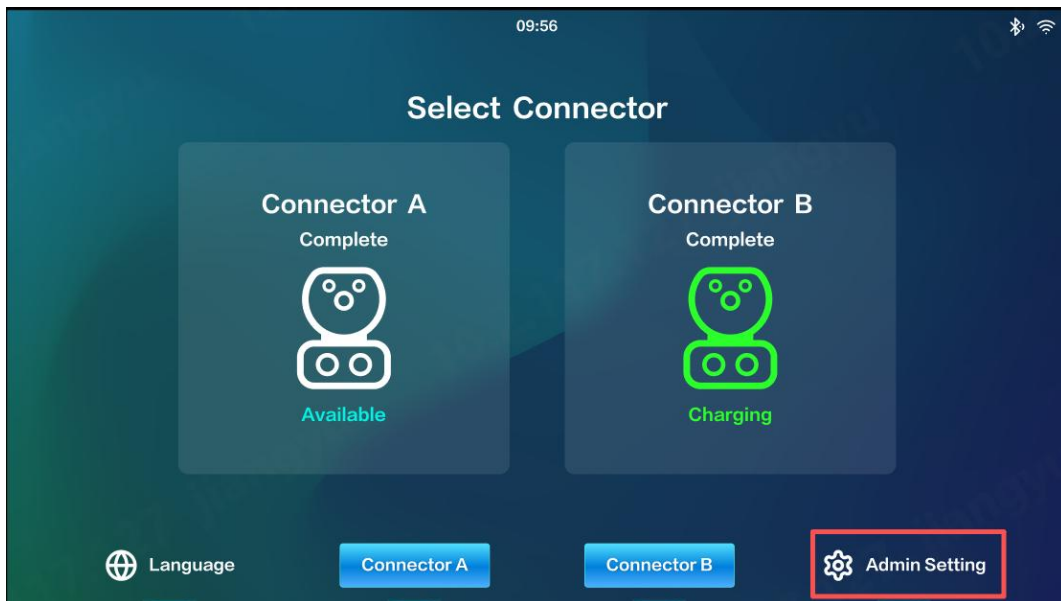 09:56
Select Connector
Connector A
Complete
Available
Connector B
Complete
Charging
Language
Connector A
Connector B
Admin Setting